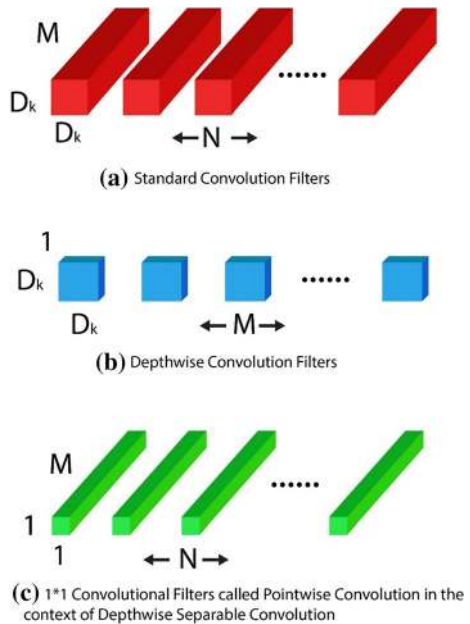 M
Dk
Dk
N
(a) Standard Convolution Filters
1
Dk
Dk
M
(b) Depthwise Convolution Filters
M
1
1
N
(c) 1*1 Convolutional Filters called Pointwise Convolution in the
context of Depthwise Separable Convolution